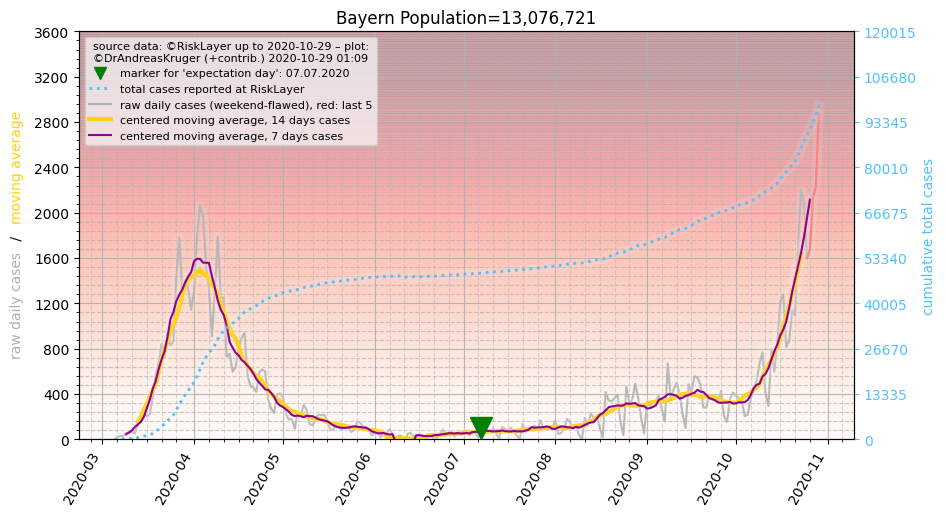 Bayern Population=13,076,721
source data: ©RiskLayer up to 2020-10-29 – plot:
©DrAndreasKruger (+contrib.) 2020-10-29 01:09
marker for 'expectation day': 07.07.2020
total cases reported at RiskLayer
raw daily cases (weekend-flawed), red: last 5
centered moving average, 14 days cases
centered moving average, 7 days cases
raw daily cases / moving average
3600
3200
2800
2400
2000
1600
1200
800
400
0
120015
106680
93345
80010
66675
53340
40005
26670
13335
0
cumulative total cases
2020-03
2020-04
2020-05
2020-06
2020-07
2020-08
2020-09
2020-10
2020-11